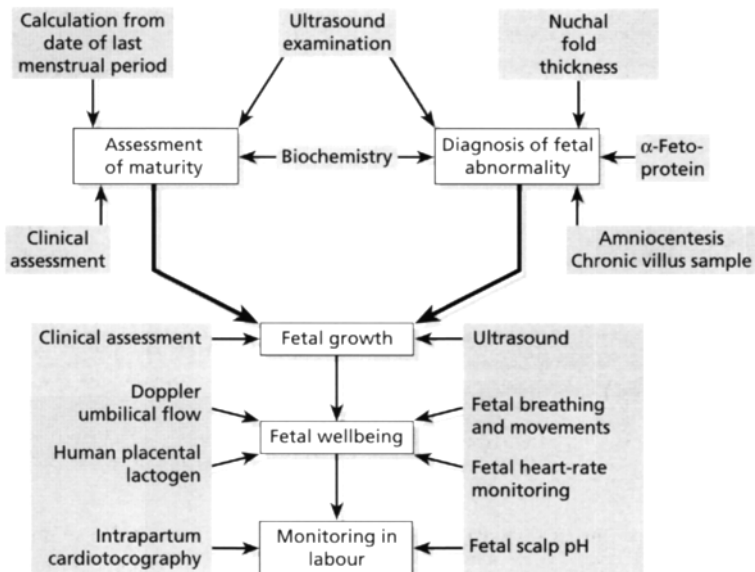 Calculation from
date of last
menstrual period
Ultrasound
examination
Nuchal
fold
thickness
Assessment
of maturity
Biochemistry
Diagnosis of fetal
abnormality
α-Feto-
protein
Clinical
assessment
Amniocentesis
Chronic villus sample
Clinical assessment
Fetal growth
Ultrasound
Doppler
umbilical flow
Fetal breathing
and movements
Fetal wellbeing
Human placental
lactogen
Fetal heart-rate
monitoring
Intrapartum
cardiotocography
Monitoring in
labour
Fetal scalp pH